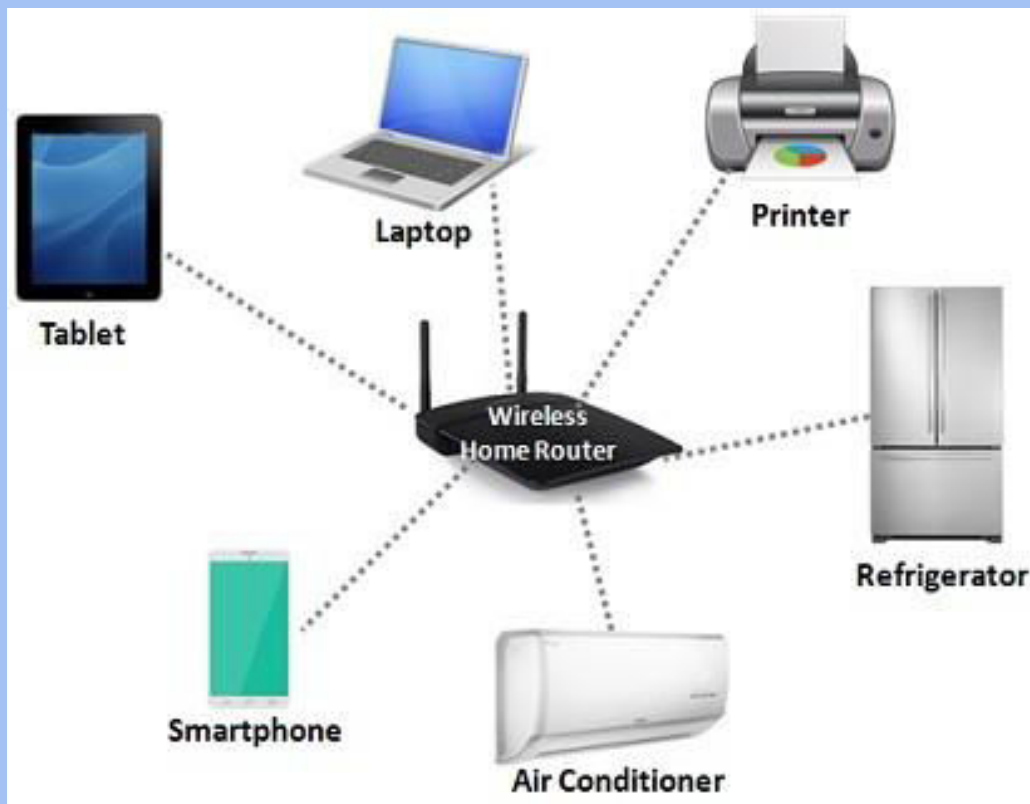 Laptop
Printer
Tablet
Wireless
Home Router
Refrigerator
Smartphone
Air Conditioner